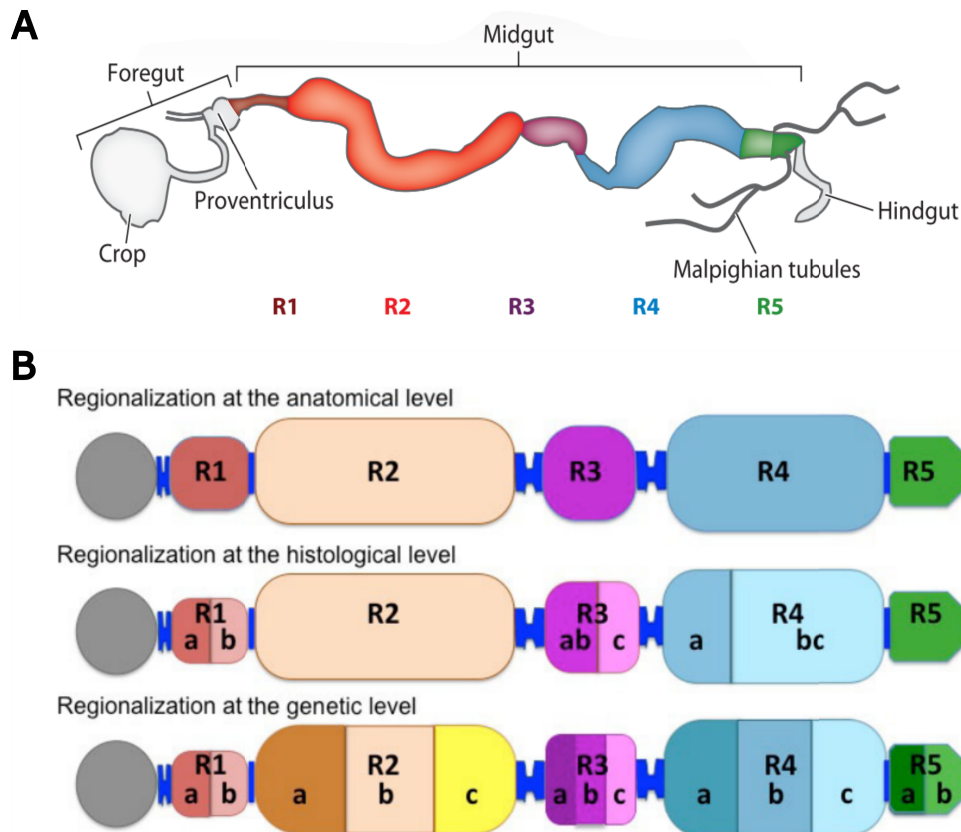 A
Midgut
Foregut
Proventriculus
Crop
Hindgut
Malpighian tubules
R1 R2 R3 R4 R5
B
Regionalization at the anatomical level
R1 R2 R3 R4 R5
Regionalization at the histological level
R1 R2 R3 R4 R5
a b ab c a bc
Regionalization at the genetic level
R1 R2 R3 R4 R5
a b a b c a b c a b c a b